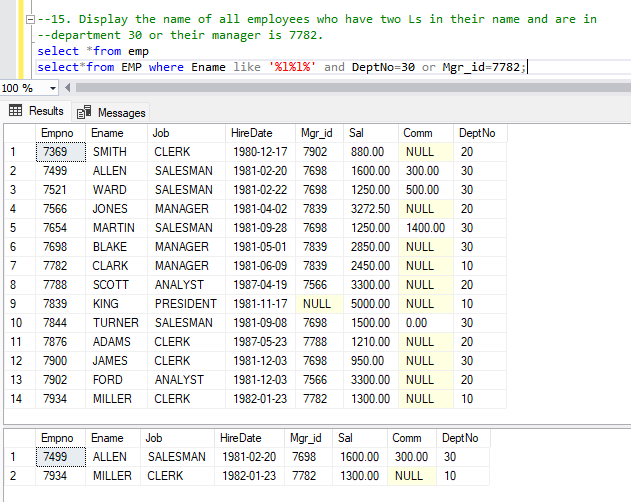 --15. Display the name of all employees who have two Ls in their name and are in
--department 30 or their manager is 7782.
select *from emp
select*from EMP where Ename like '%l%l%' and DeptNo=30 or Mgr_id=7782;
100 %
Results Messages
Empno Ename Job HireDate Mgr_id Sal Comm DeptNo
1 7369 SMITH CLERK 1980-12-17 7902 880.00 NULL 20
2 7499 ALLEN SALESMAN 1981-02-20 7698 1600.00 300.00 30
3 7521 WARD SALESMAN 1981-02-22 7698 1250.00 500.00 30
4 7566 JONES MANAGER 1981-04-02 7839 3272.50 NULL 20
5 7654 MARTIN SALESMAN 1981-09-28 7698 1250.00 1400.00 30
6 7698 BLAKE MANAGER 1981-05-01 7839 2850.00 NULL 30
7 7782 CLARK MANAGER 1981-06-09 7839 2450.00 NULL 10
8 7788 SCOTT ANALYST 1987-04-19 7566 3300.00 NULL 20
9 7839 KING PRESIDENT 1981-11-17 NULL 5000.00 NULL 10
10 7844 TURNER SALESMAN 1981-09-08 7698 1500.00 0.00 30
11 7876 ADAMS CLERK 1987-05-23 7788 1210.00 NULL 20
12 7900 JAMES CLERK 1981-12-03 7698 950.00 NULL 30
13 7902 FORD ANALYST 1981-12-03 7566 3300.00 NULL 20
14 7934 MILLER CLERK 1982-01-23 7782 1300.00 NULL 10
Empno Ename Job HireDate Mgr_id Sal Comm DeptNo
1 7499 ALLEN SALESMAN 1981-02-20 7698 1600.00 300.00 30
2 7934 MILLER CLERK 1982-01-23 7782 1300.00 NULL 10